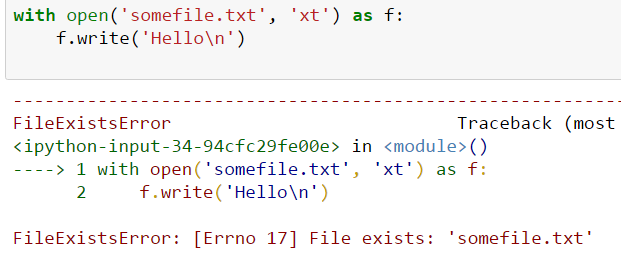 with open('somefile.txt', 'xt') as f:
    f.write('Hello\n')
---------------------------------------------------------------
FileExistsError                          Traceback (most
<ipython-input-34-94cfc29fe00e> in <module>()
----> 1 with open('somefile.txt', 'xt') as f:
      2     f.write('Hello\n')
FileExistsError: [Errno 17] File exists: 'somefile.txt'